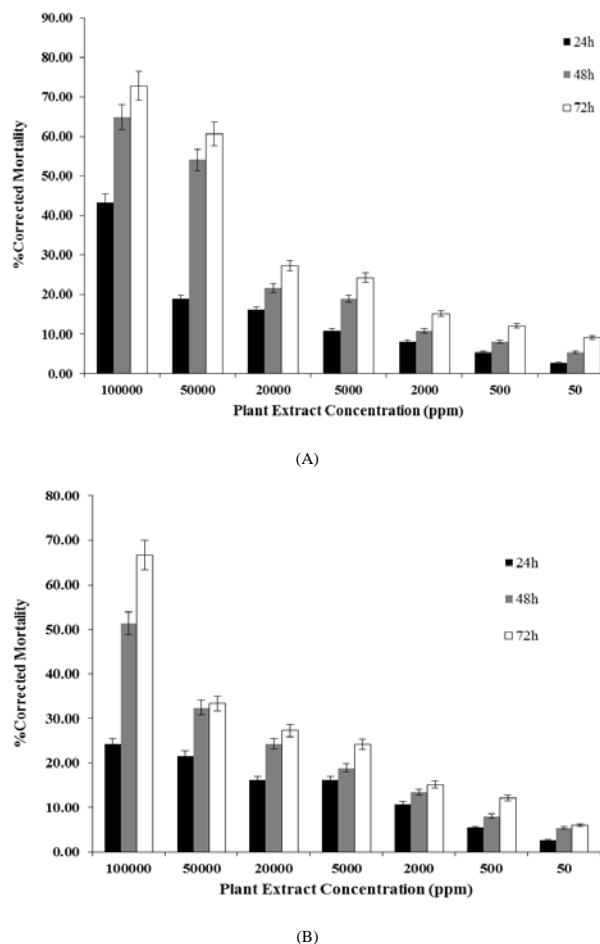 90.00
80.00
70.00
60.00
50.00
40.00
30.00
20.00
10.00
0.00
%Corrected Mortality
24h
48h
72h
100000 50000 20000 5000 2000 500 50
Plant Extract Concentration (ppm)
(A)
80.00
70.00
60.00
50.00
40.00
30.00
20.00
10.00
0.00
%Corrected Mortality
24h
48h
72h
100000 50000 20000 5000 2000 500 50
Plant Extract Concentration (ppm)
(B)